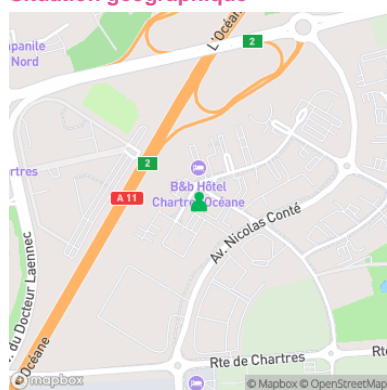 Situation géographique
L'Océane
2
panile
Nord
2
B&b Hôtel
Chartres Océane
rtres
A 11
Av. Nicolas Conté
du Docteur Laennec
Océane
Rte de Chartres
Rte
mapbox
© Mapbox © OpenStreetMap